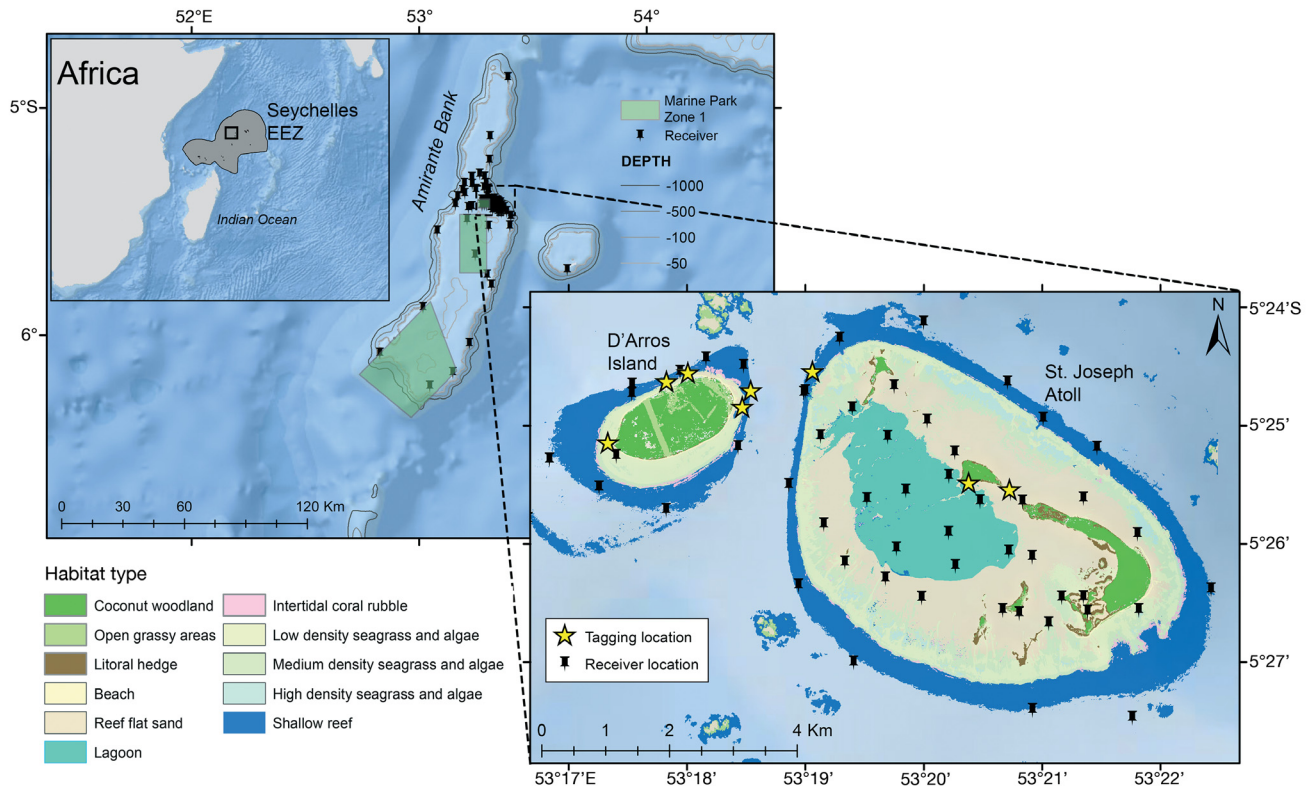 52°E
53°
54°
5°S
6°
Africa
Seychelles
EEZ
Indian Ocean
Amirante Bank
Marine Park
Zone 1
Receiver
DEPTH
-1000
-500
-100
-50
0 30 60 120 Km
D'Arros
Island
St. Joseph
Atoll
N
5°24'S
5°25'
5°26'
5°27'
Tagging location
Receiver location
0 1 2 4 Km
53°17'E
53°18'
53°19'
53°20'
53°21'
53°22'
Habitat type
Coconut woodland
Open grassy areas
Litoral hedge
Beach
Reef flat sand
Lagoon
Intertidal coral rubble
Low density seagrass and algae
Medium density seagrass and algae
High density seagrass and algae
Shallow reef